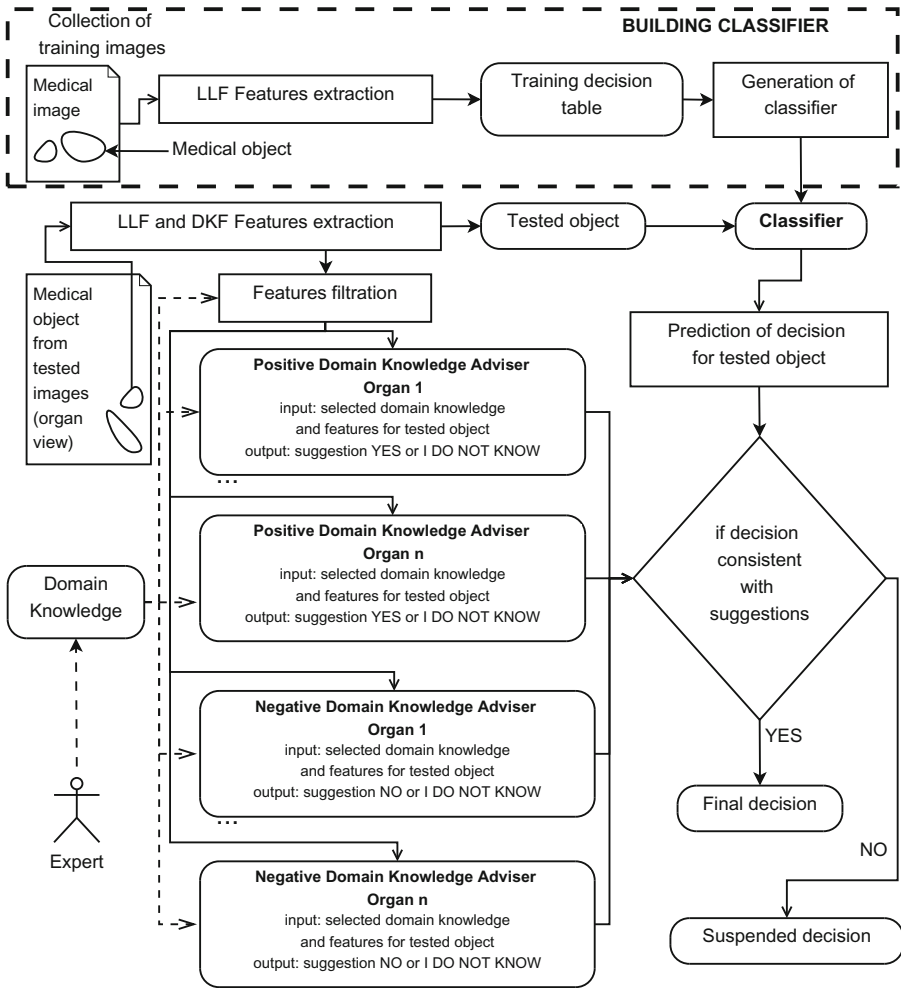 Collection of
training images
BUILDING CLASSIFIER
Medical
image
LLF Features extraction
Training decision
table
Generation of
classifier
Medical object
LLF and DKF Features extraction
Tested object
Classifier
Medical
object
from
tested
images
(organ
view)
Features filtration
Prediction of decision
for tested object
Positive Domain Knowledge Adviser
Organ 1
input: selected domain knowledge
and features for tested object
output: suggestion YES or I DO NOT KNOW
...
Positive Domain Knowledge Adviser
Organ n
input: selected domain knowledge
and features for tested object
output: suggestion YES or I DO NOT KNOW
if decision
consistent
with
suggestions
Domain
Knowledge
Negative Domain Knowledge Adviser
Organ 1
input: selected domain knowledge
and features for tested object
output: suggestion NO or I DO NOT KNOW
...
YES
Final decision
Expert
NO
Negative Domain Knowledge Adviser
Organ n
input: selected domain knowledge
and features for tested object
output: suggestion NO or I DO NOT KNOW
Suspended decision